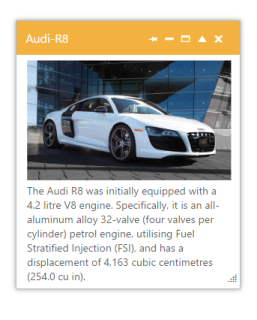 Audi-R8
The Audi R8 was initially equipped with a
4.2 litre V8 engine. Specifically, it is an all-
aluminum alloy 32-valve (four valves per
cylinder) petrol engine, utilising Fuel
Stratified Injection (FSI), and has a
displacement of 4,163 cubic centimetres
(254.0 cu in).